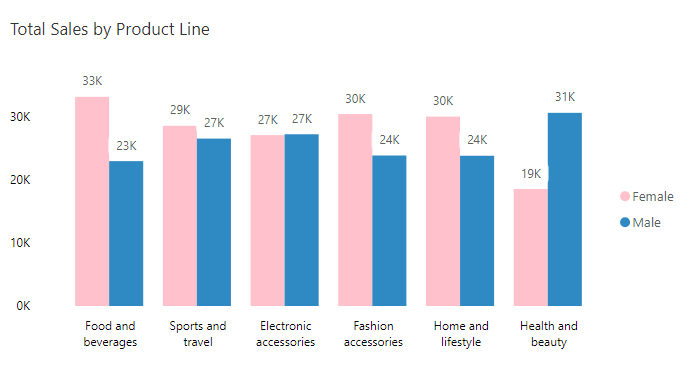 Total Sales by Product Line
33K
29K
27K
27K
27K
30K
30K
31K
30K
23K
24K
24K
20K
19K
Female
10K
Male
0K
Food and
beverages
Sports and
travel
Electronic
accessories
Fashion
accessories
Home and
lifestyle
Health and
beauty